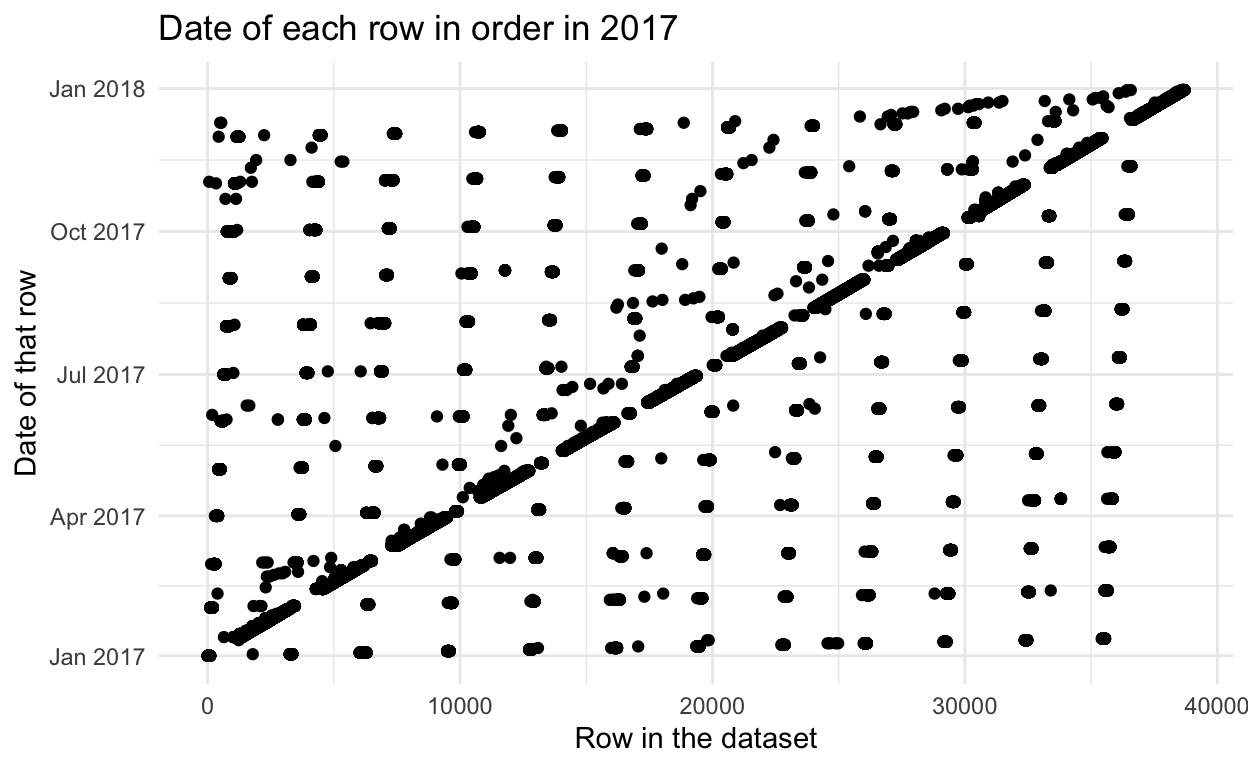 Date of each row in order in 2017
Date of that row
Jan 2018
Oct 2017
Jul 2017
Apr 2017
Jan 2017
0 10000 20000 30000 40000
Row in the dataset